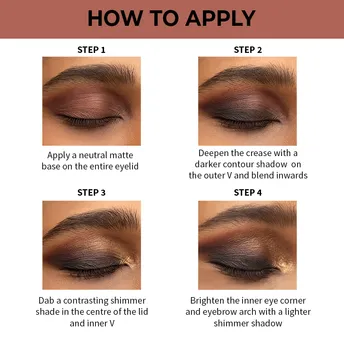 HOW TO APPLY
STEP 1
Apply a neutral matte
base on the entire eyelid
STEP 2
Deepen the crease with a
darker contour shadow on
the outer V and blend inwards
STEP 3
Dab a contrasting shimmer
shade in the centre of the lid
and inner V
STEP 4
Brighten the inner eye corner
and eyebrow arch with a lighter
shimmer shadow